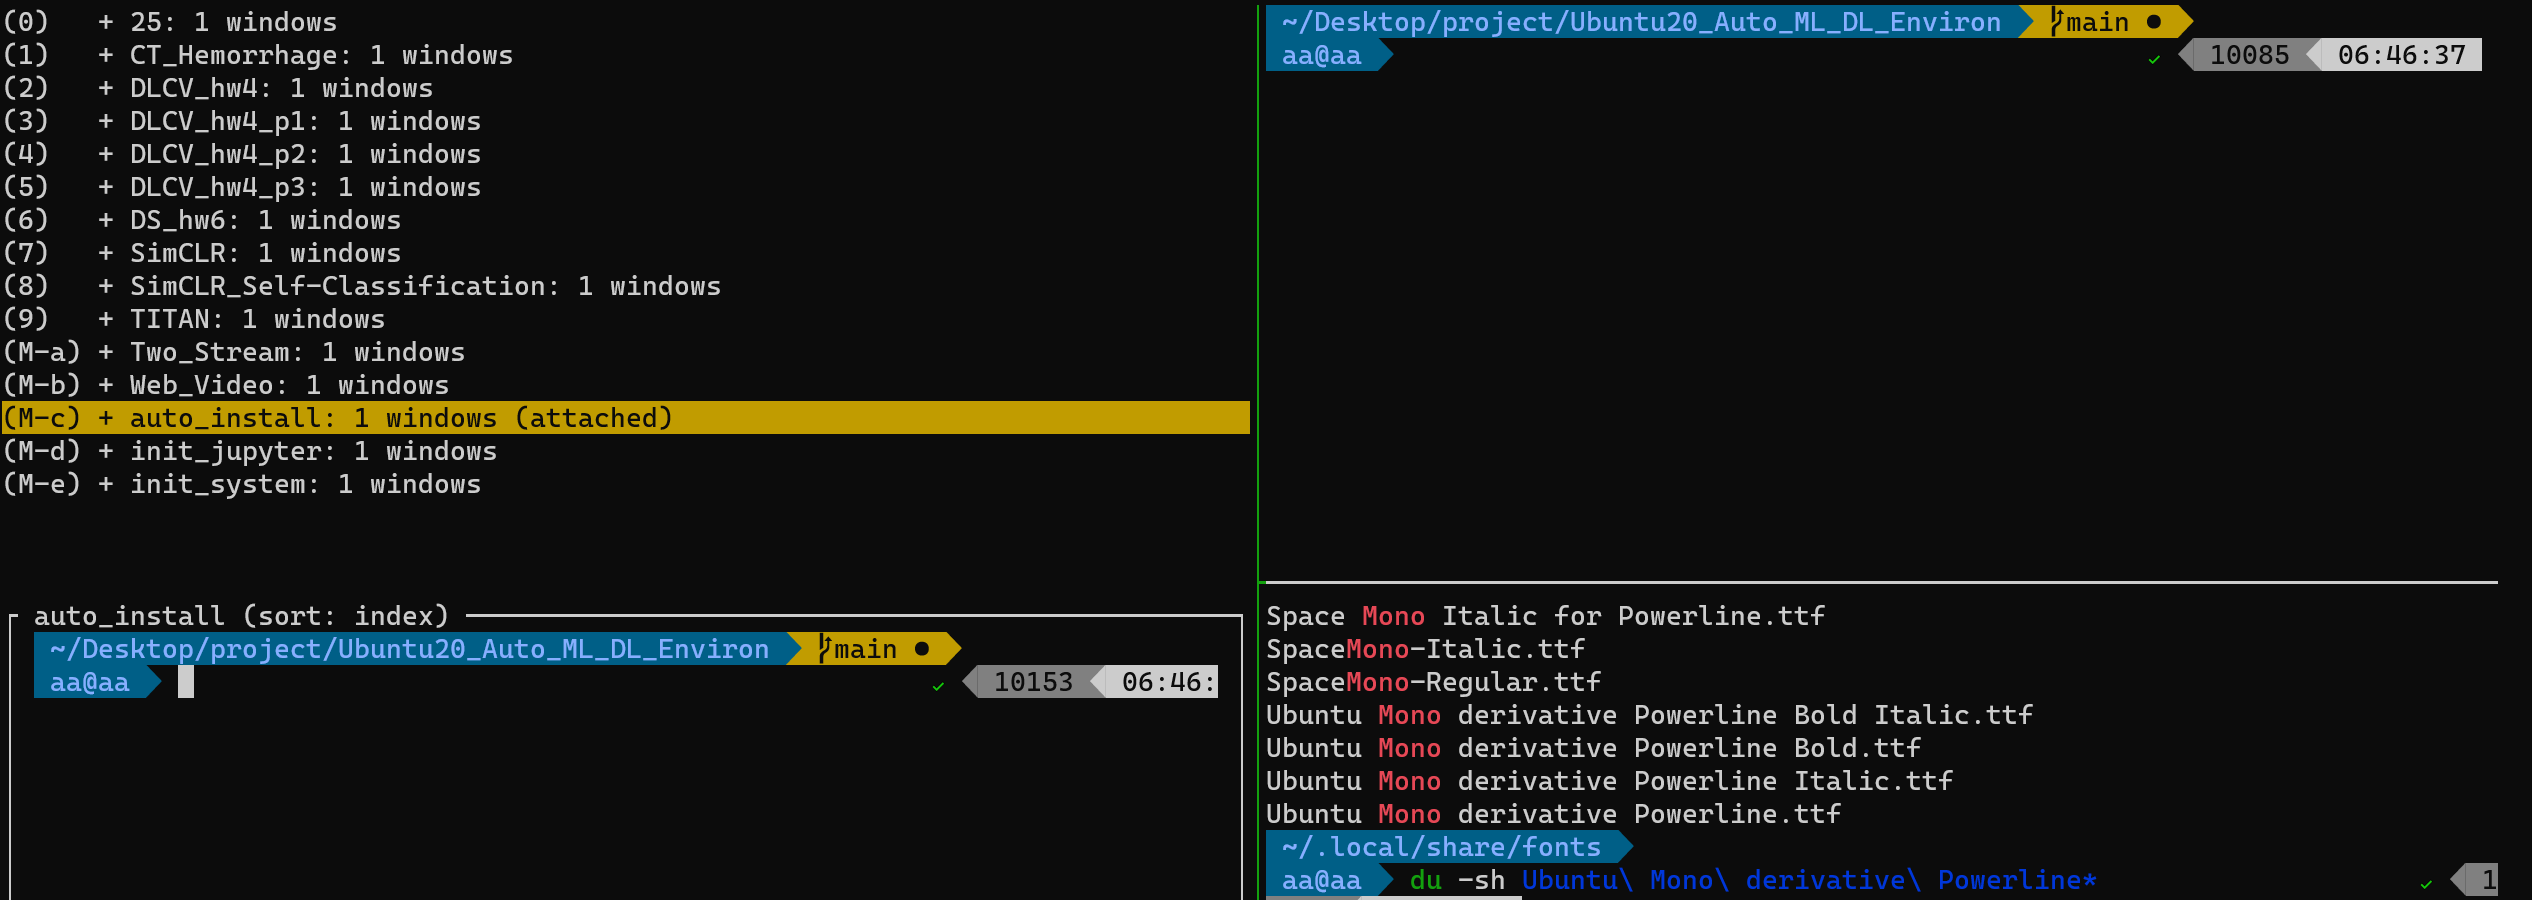 (0) + 25: 1 windows
(1) + CT_Hemorrhage: 1 windows
(2) + DLCV_hw4: 1 windows
(3) + DLCV_hw4_p1: 1 windows
(4) + DLCV_hw4_p2: 1 windows
(5) + DLCV_hw4_p3: 1 windows
(6) + DS_hw6: 1 windows
(7) + SimCLR: 1 windows
(8) + SimCLR_Self-Classification: 1 windows
(9) + TITAN: 1 windows
(M-a) + Two_Stream: 1 windows
(M-b) + Web_Video: 1 windows
(M-c) + auto_install: 1 windows (attached)
(M-d) + init_jupyter: 1 windows
(M-e) + init_system: 1 windows
auto_install (sort: index)
~/Desktop/project/Ubuntu20_Auto_ML_DL_Environ main ●
aa@aa ✓ 10153 06:46:
~/Desktop/project/Ubuntu20_Auto_ML_DL_Environ main ●
aa@aa ✓ 10085 06:46:37
Space Mono Italic for Powerline.ttf
SpaceMono-Italic.ttf
SpaceMono-Regular.ttf
Ubuntu Mono derivative Powerline Bold Italic.ttf
Ubuntu Mono derivative Powerline Bold.ttf
Ubuntu Mono derivative Powerline Italic.ttf
Ubuntu Mono derivative Powerline.ttf
~/.local/share/fonts
aa@aa du -sh Ubuntu\ Mono\ derivative\ Powerline* ✓ 1